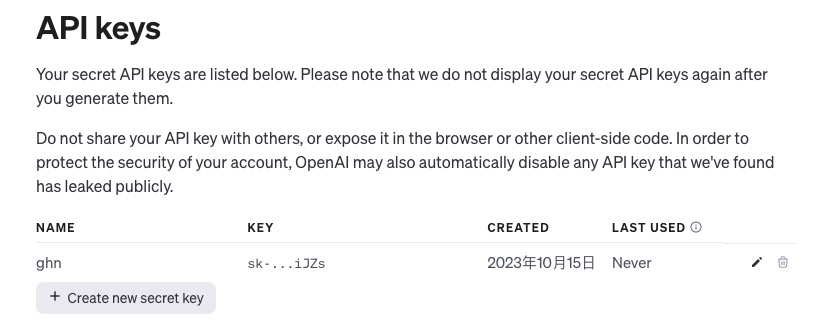 API keys
Your secret API keys are listed below. Please note that we do not display your secret API keys again after
you generate them.
Do not share your API key with others, or expose it in the browser or other client-side code. In order to
protect the security of your account, OpenAI may also automatically disable any API key that we've found
has leaked publicly.
NAME KEY CREATED LAST USED
ghn sk-...iJZs 2023年10月15日 Never
+ Create new secret key